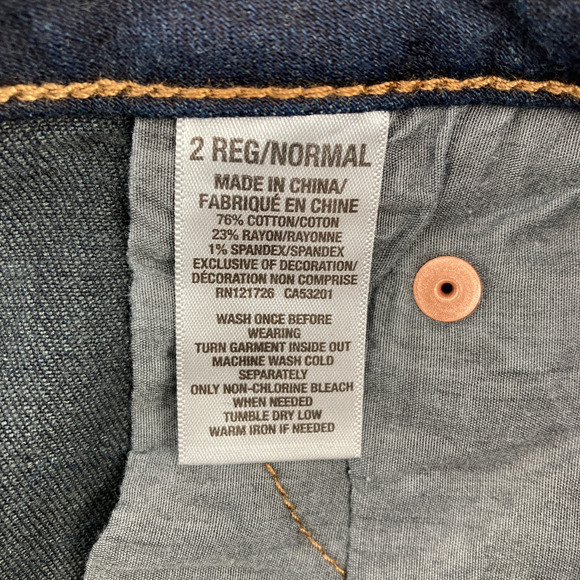 2 REG/NORMAL
MADE IN CHINA/
FABRIQUÉ EN CHINE
76% COTTON/COTON
23% RAYON/RAYONNE
1% SPANDEX/SPANDEX
EXCLUSIVE OF DECORATION/
DÉCORATION NON COMPRISE
RN121726 CA53201
WASH ONCE BEFORE
WEARING
TURN GARMENT INSIDE OUT
MACHINE WASH COLD
SEPARATELY
ONLY NON-CHLORINE BLEACH
WHEN NEEDED
TUMBLE DRY LOW
WARM IRON IF NEEDED